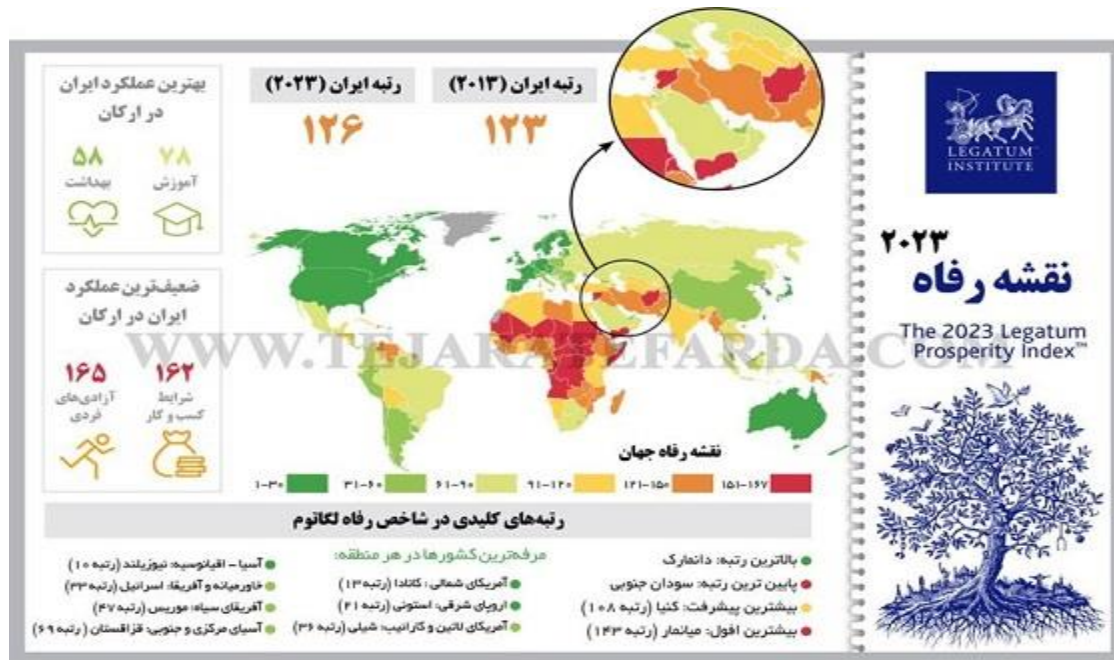 LEGATUM
INSTITUTE
۲۰۲۳
نقشه رفاه
The 2023 Legatum
Prosperity Index™
رتبه ایران (۲۰۱۳)
۱۲۳
رتبه ایران (۲۰۲۳)
۱۲۶
بهترین عملکرد ایران
در ارکان
۷۸
آموزش
۵۸
بهداشت
ضعیف‌ترین عملکرد
ایران در ارکان
۱۶۲
شرایط
کسب و کار
۱۶۵
آزادی‌های
فردی
WWW.TEJARATEFARDA.COM
نقشه رفاه جهان
۱۵۱-۱۶۷
۱۲۱-۱۵۰
۹۱-۱۲۰
۶۱-۹۰
۳۱-۶۰
۱-۳۰
رتبه‌های کلیدی در شاخص رفاه لگاتوم
بالاترین رتبه: دانمارک
پایین ترین رتبه: سودان جنوبی
بیشترین پیشرفت: کنیا (رتبه ۱۰۸)
بیشترین افول: میانمار (رتبه ۱۴۳)
مرفه‌ترین کشورها در هر منطقه:
آمریکای شمالی: کانادا (رتبه ۱۳)
اروپای شرقی: استونی (رتبه ۲۱)
آمریکای لاتین و کارائیب: شیلی (رتبه ۳۶)
آسیا - اقیانوسیه: نیوزیلند (رتبه ۱۰)
خاورمیانه و آفریقا: اسرائیل (رتبه ۳۳)
آفریقای سیاه: موریس (رتبه ۴۷)
آسیای مرکزی و جنوبی: قزاقستان (رتبه ۶۹)